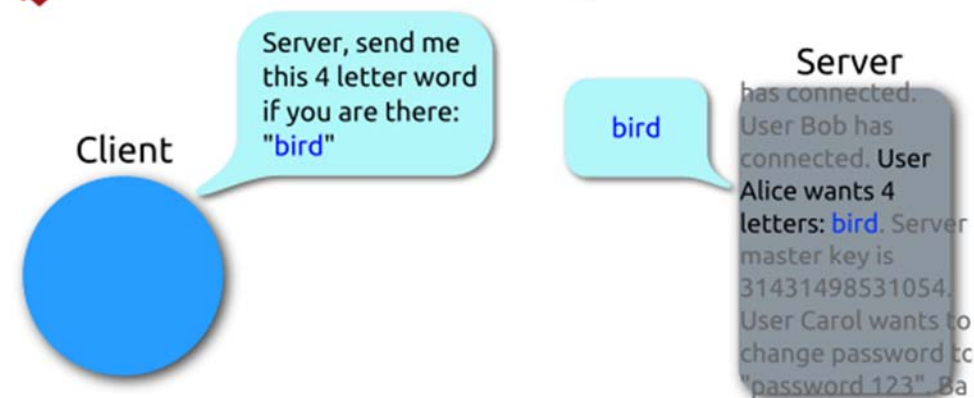 Server, send me
this 4 letter word
if you are there:
"bird"
Client
bird
Server
has connected.
User Bob has
connected. User
Alice wants 4
letters: bird. Server
master key is
31431498531054.
User Carol wants to
change password
"password 123". Ba